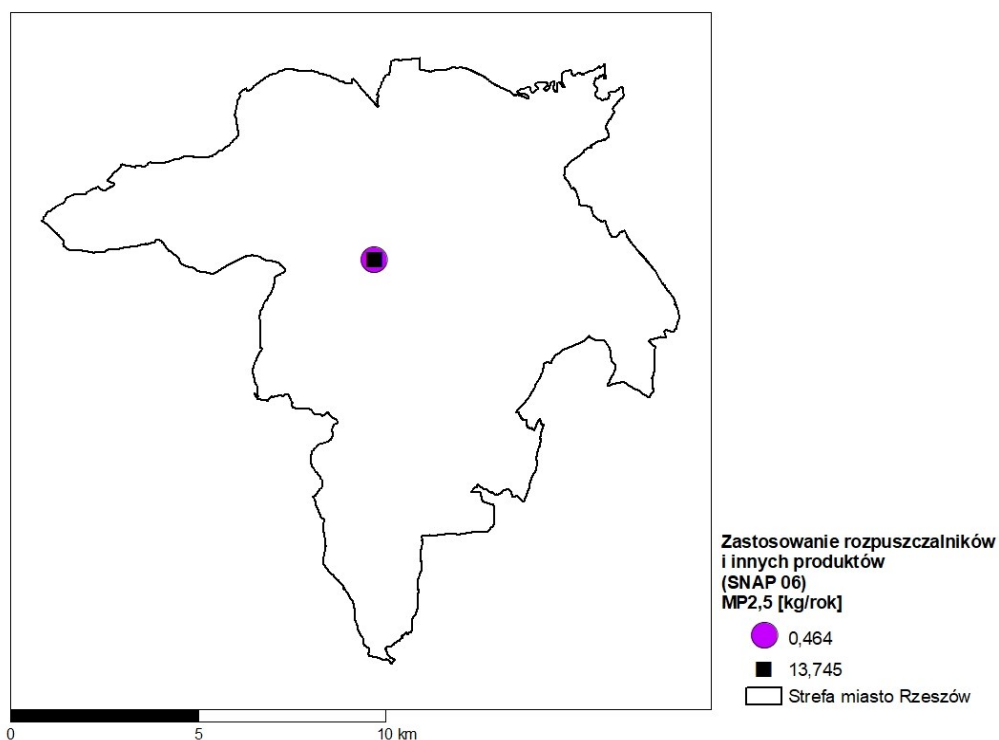 Zastosowanie rozpuszczalników
i innych produktów
(SNAP 06)
MP2,5 [kg/rok]
0,464
13,745
Strefa miasto Rzeszów
0 5 10 km